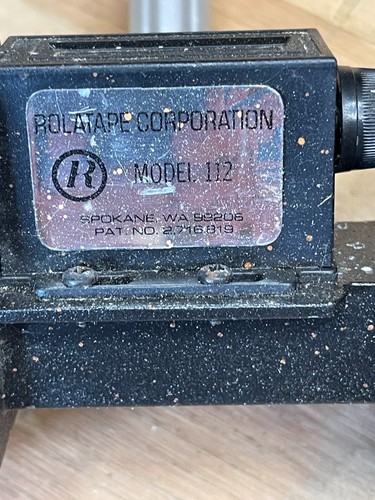 ROLATAPE CORPORATION
R MODEL 112
SPOKANE, WA 99206
PAT. NO. 2,716,819